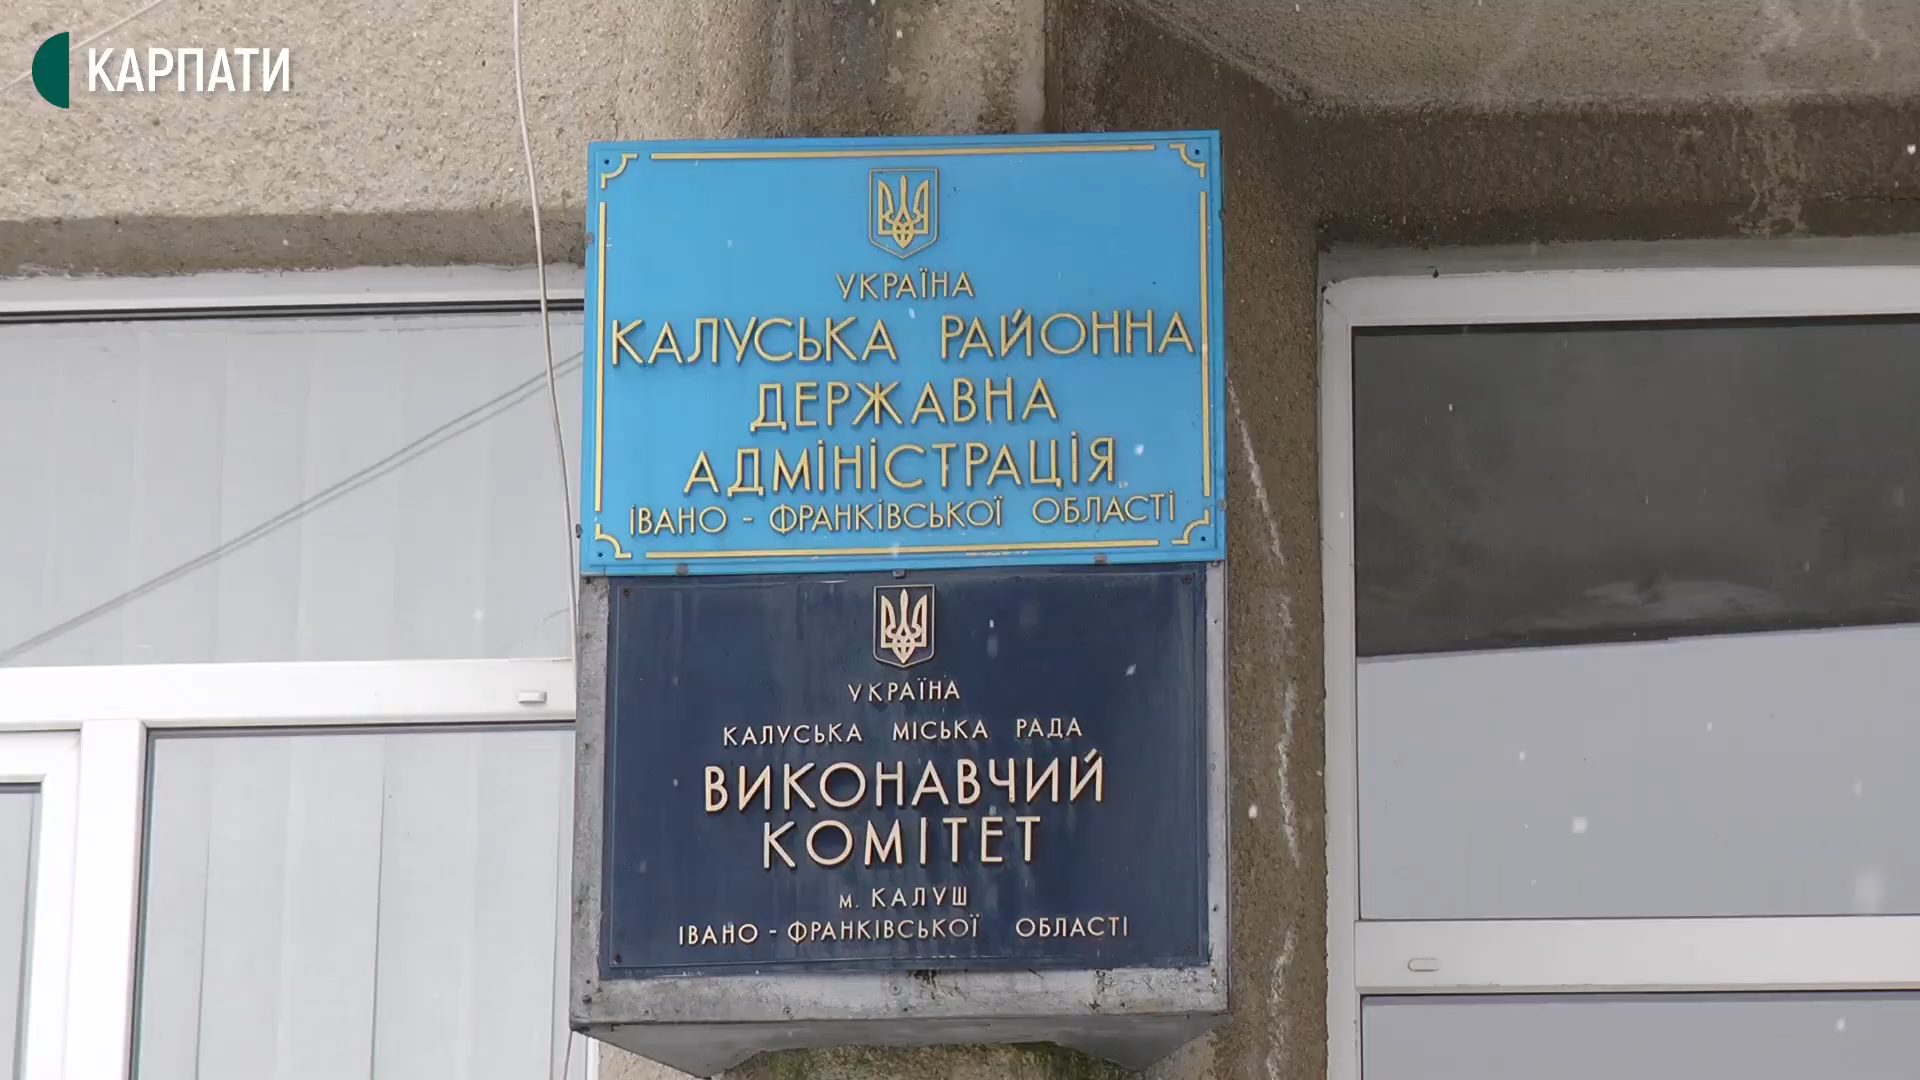 КАРПАТИ
УКРАЇНА
КАЛУСЬКА РАЙОННА
ДЕРЖАВНА
АДМІНІСТРАЦІЯ
ІВАНО - ФРАНКІВСЬКОЇ ОБЛАСТІ
УКРАЇНА
КАЛУСЬКА МІСЬКА РАДА
ВИКОНАВЧИЙ
КОМІТЕТ
м. КАЛУШ
ІВАНО - ФРАНКІВСЬКОЇ ОБЛАСТІ